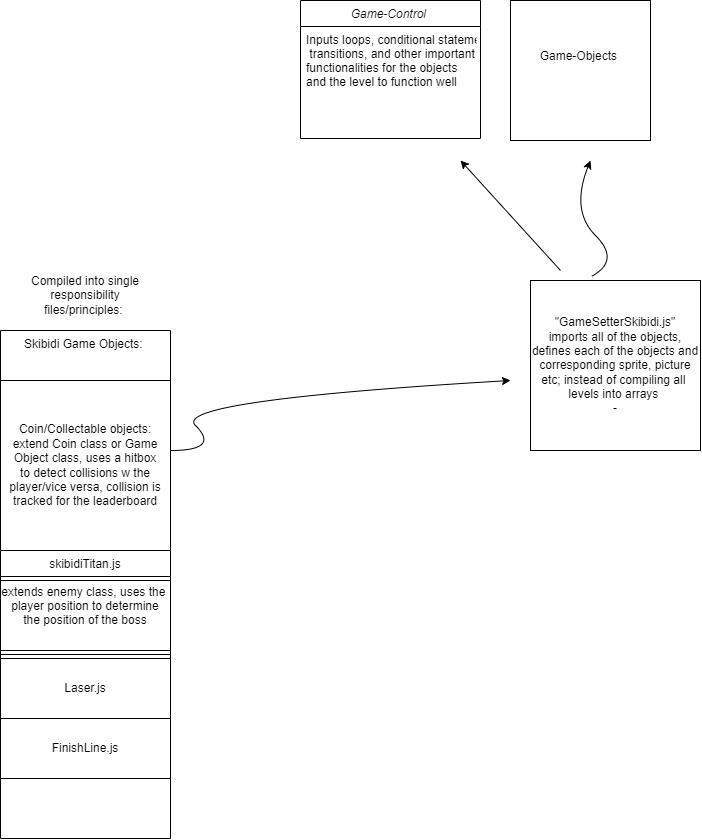 Game-Control
Inputs loops, conditional stateme
transitions, and other important
functionalities for the objects
and the level to function well
Game-Objects
Compiled into single
responsibility
files/principles:
Skibidi Game Objects:
"GameSetterSkibidi.js"
imports all of the objects,
defines each of the objects and
corresponding sprite, picture
etc; instead of compiling all
levels into arrays
-
Coin/Collectable objects:
extend Coin class or Game
Object class, uses a hitbox
to detect collisions w the
player/vice versa, collision is
tracked for the leaderboard
skibidiTitan.js
extends enemy class, uses the
player position to determine
the position of the boss
Laser.js
FinishLine.js